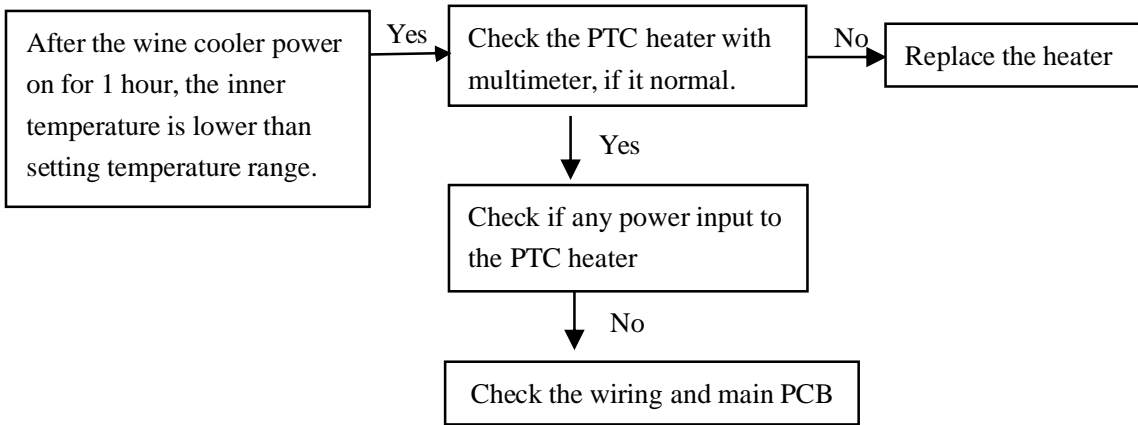 After the wine cooler power
on for 1 hour, the inner
temperature is lower than
setting temperature range.
Yes
Check the PTC heater with
multimeter, if it normal.
No
Replace the heater
Yes
Check if any power input to
the PTC heater
No
Check the wiring and main PCB